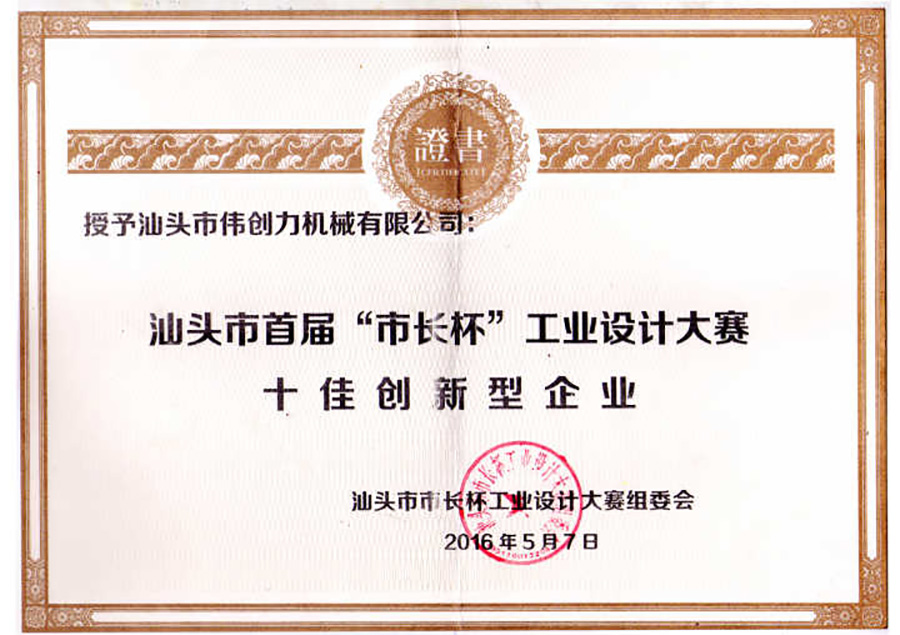 證書
授予汕头市伟创力机械有限公司：
汕头市首届“市长杯”工业设计大赛
十佳创新型企业
汕头市市长杯工业设计大赛组委会
2016年5月7日